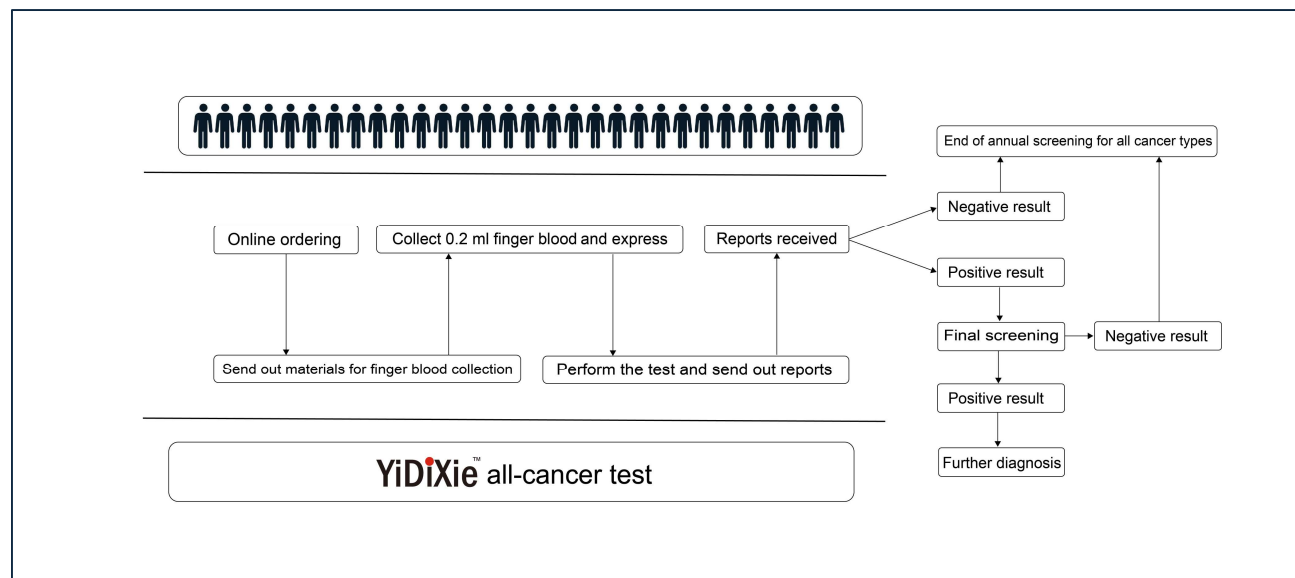 End of annual screening for all cancer types
Negative result
Online ordering
Collect 0.2 ml finger blood and express
Reports received
Positive result
Final screening
Negative result
Send out materials for finger blood collection
Perform the test and send out reports
Positive result
Further diagnosis
YiDiXie™ all-cancer test